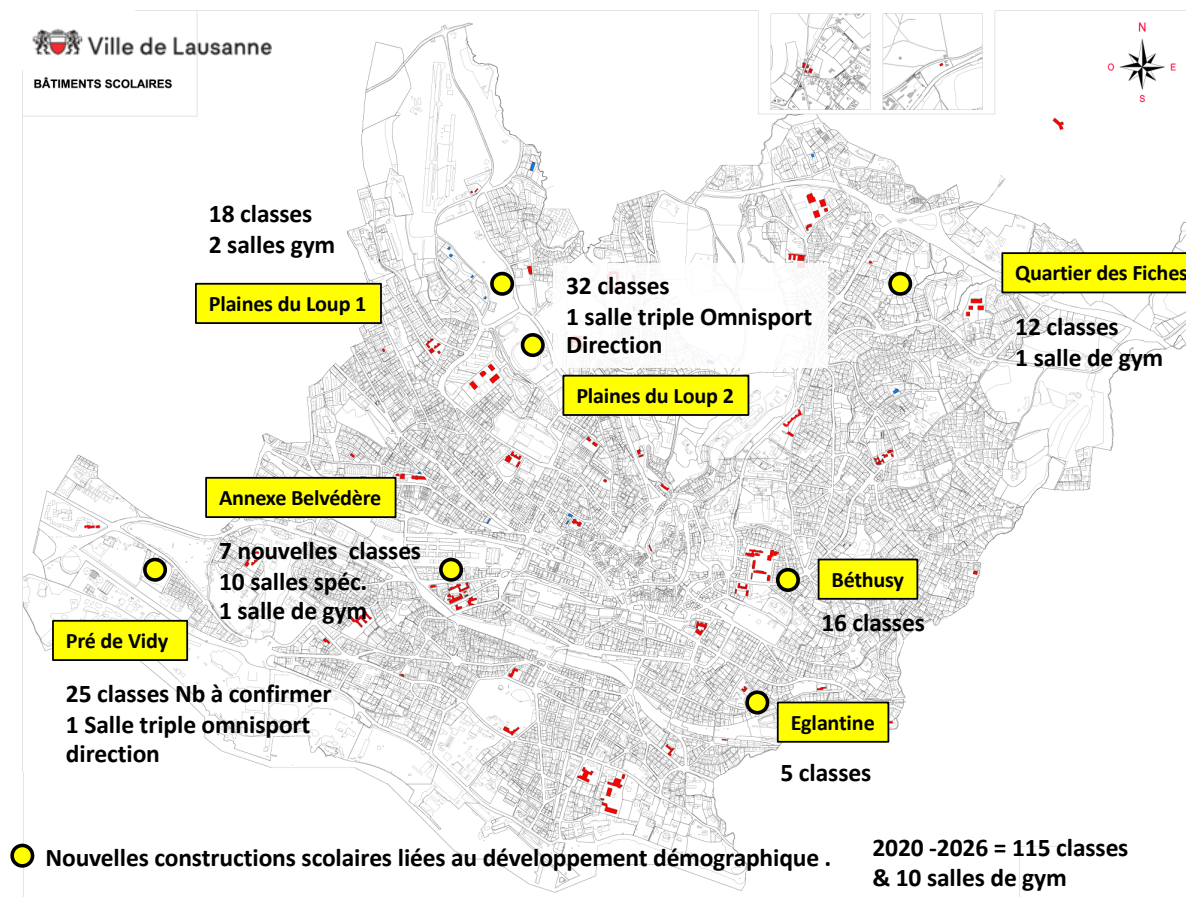 Ville de Lausanne
BÂTIMENTS SCOLAIRES
N
O
E
S
18 classes
2 salles gym
Plaines du Loup 1
32 classes
1 salle triple Omnisport
Direction
Plaines du Loup 2
Quartier des Fiches
12 classes
1 salle de gym
Annexe Belvédère
7 nouvelles classes
10 salles spéc.
1 salle de gym
Béthusy
16 classes
Pré de Vidy
25 classes Nb à confirmer
1 Salle triple omnisport
direction
Eglantine
5 classes
Nouvelles constructions scolaires liées au développement démographique .
2020 -2026 = 115 classes
& 10 salles de gym